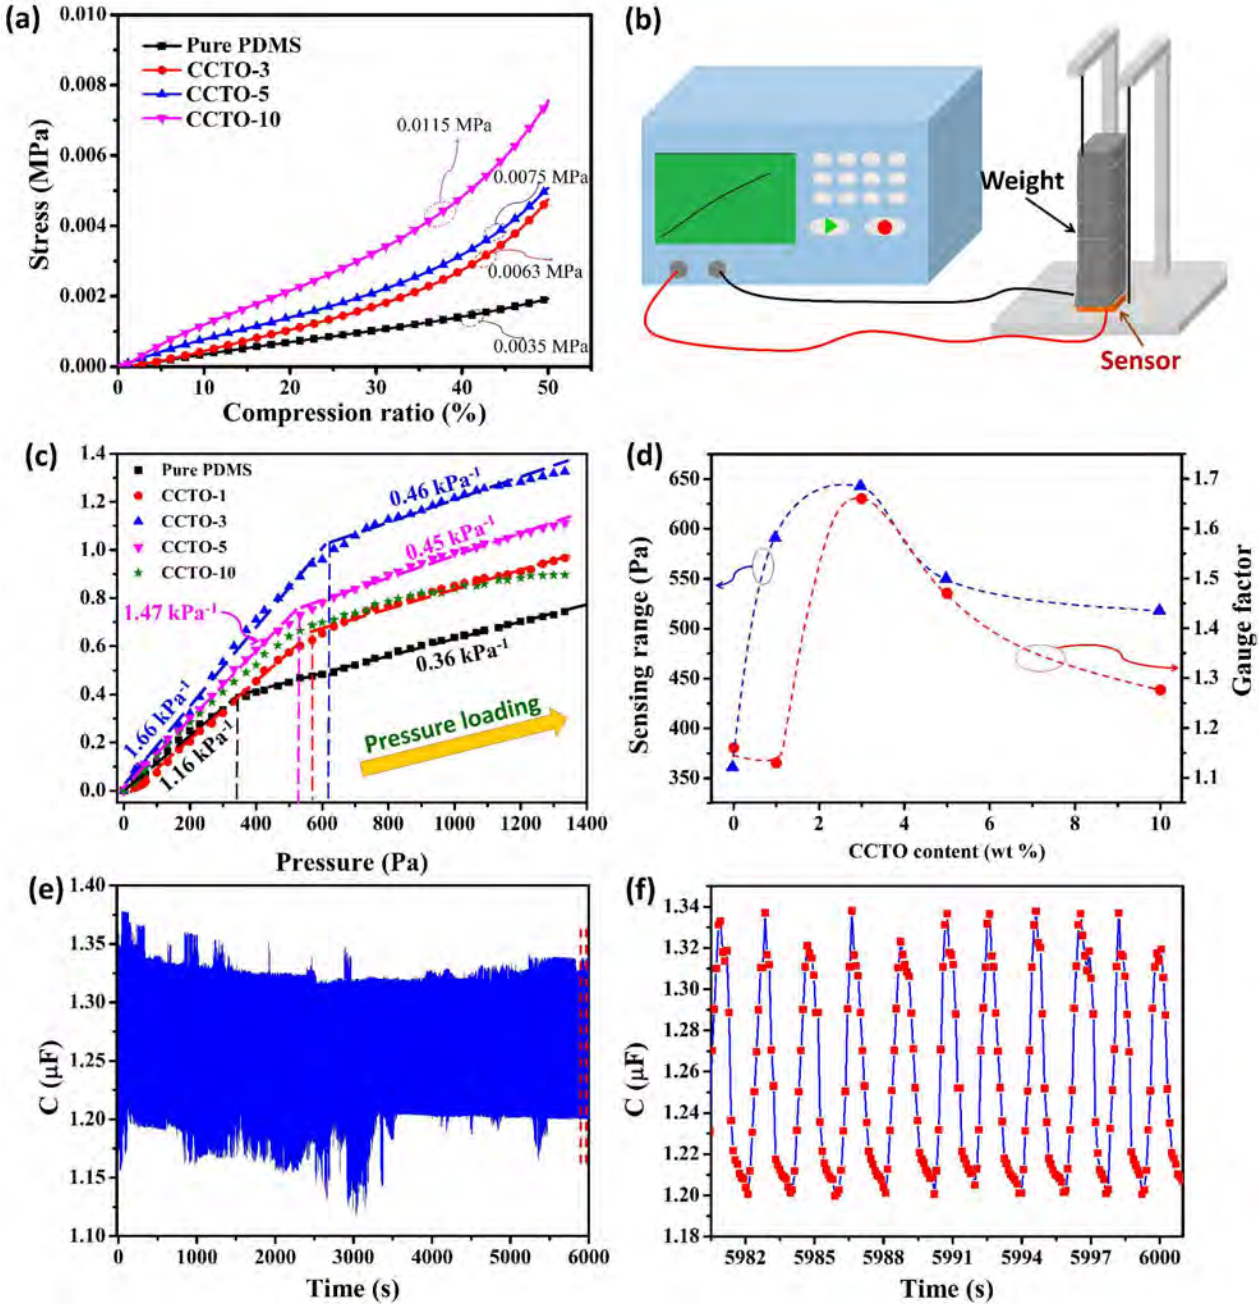 (a)
0.010
0.008
0.006
0.004
0.002
0.000
Stress (MPa)
Pure PDMS
CCTO-3
CCTO-5
CCTO-10
0.0115 MPa
0.0075 MPa
0.0063 MPa
0.0035 MPa
0 10 20 30 40 50
Compression ratio (%)
(b)
Weight
Sensor
(c)
1.4
1.2
1.0
0.8
0.6
0.4
0.2
0.0
Pure PDMS
CCTO-1
CCTO-3
CCTO-5
CCTO-10
0.46 kPa⁻¹
0.45 kPa⁻¹
1.47 kPa⁻¹
0.36 kPa⁻¹
1.66 kPa⁻¹
1.16 kPa⁻¹
Pressure loading
0 200 400 600 800 1000 1200 1400
Pressure (Pa)
(d)
650
625
600
575
550
525
500
475
450
425
400
375
350
Sensing range (Pa)
1.7
1.6
1.5
1.4
1.3
1.2
1.1
Gauge factor
0 2 4 6 8 10
CCTO content (wt %)
(e)
1.40
1.35
1.30
1.25
1.20
1.15
1.10
C (μF)
0 1000 2000 3000 4000 5000 6000
Time (s)
(f)
1.34
1.32
1.30
1.28
1.26
1.24
1.22
1.20
1.18
C (μF)
5982 5985 5988 5991 5994 5997 6000
Time (s)